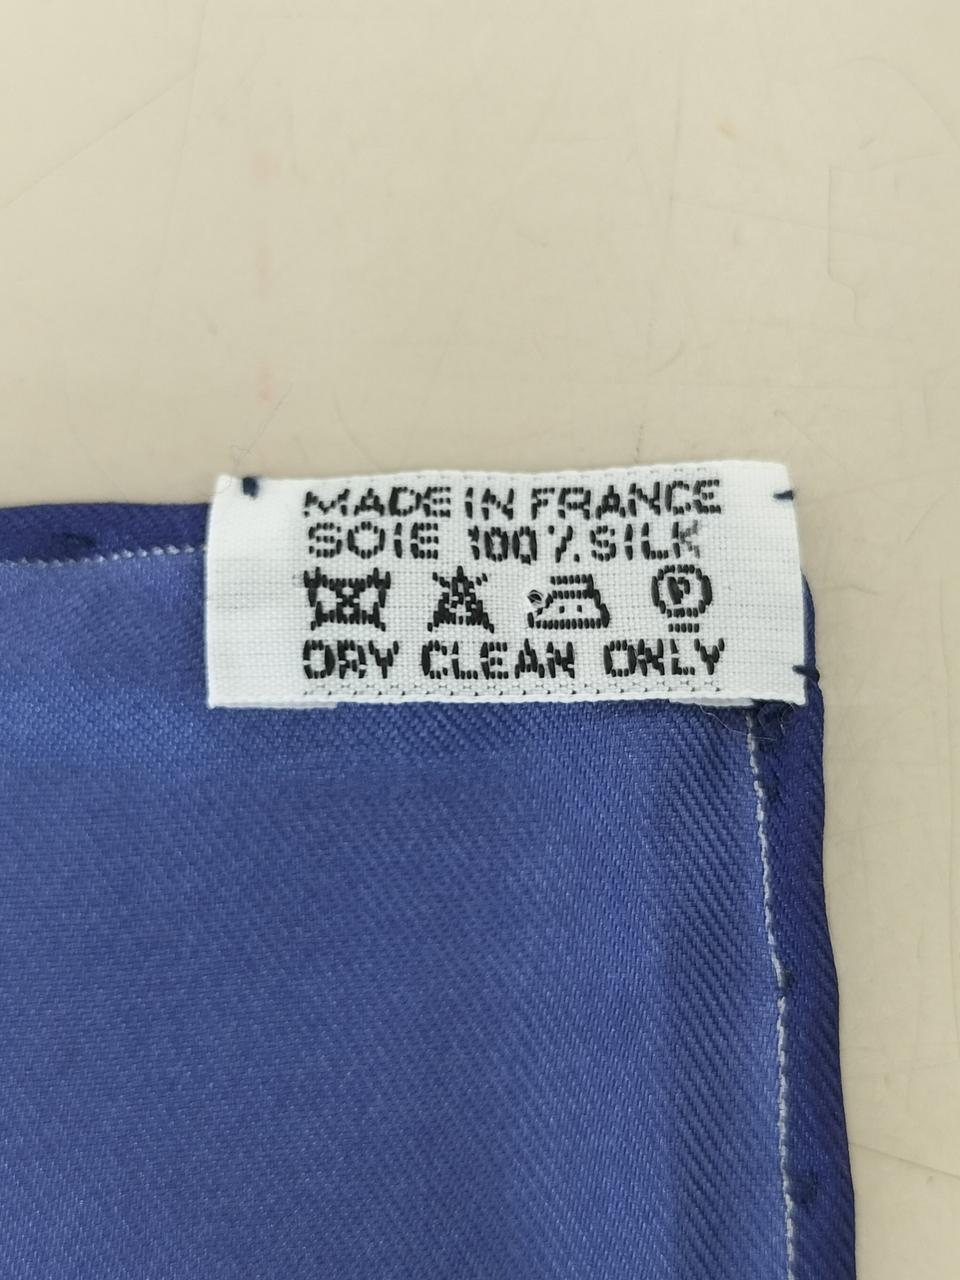 MADE IN FRANCE
SOIE 100% SILK
P
DRY CLEAN ONLY